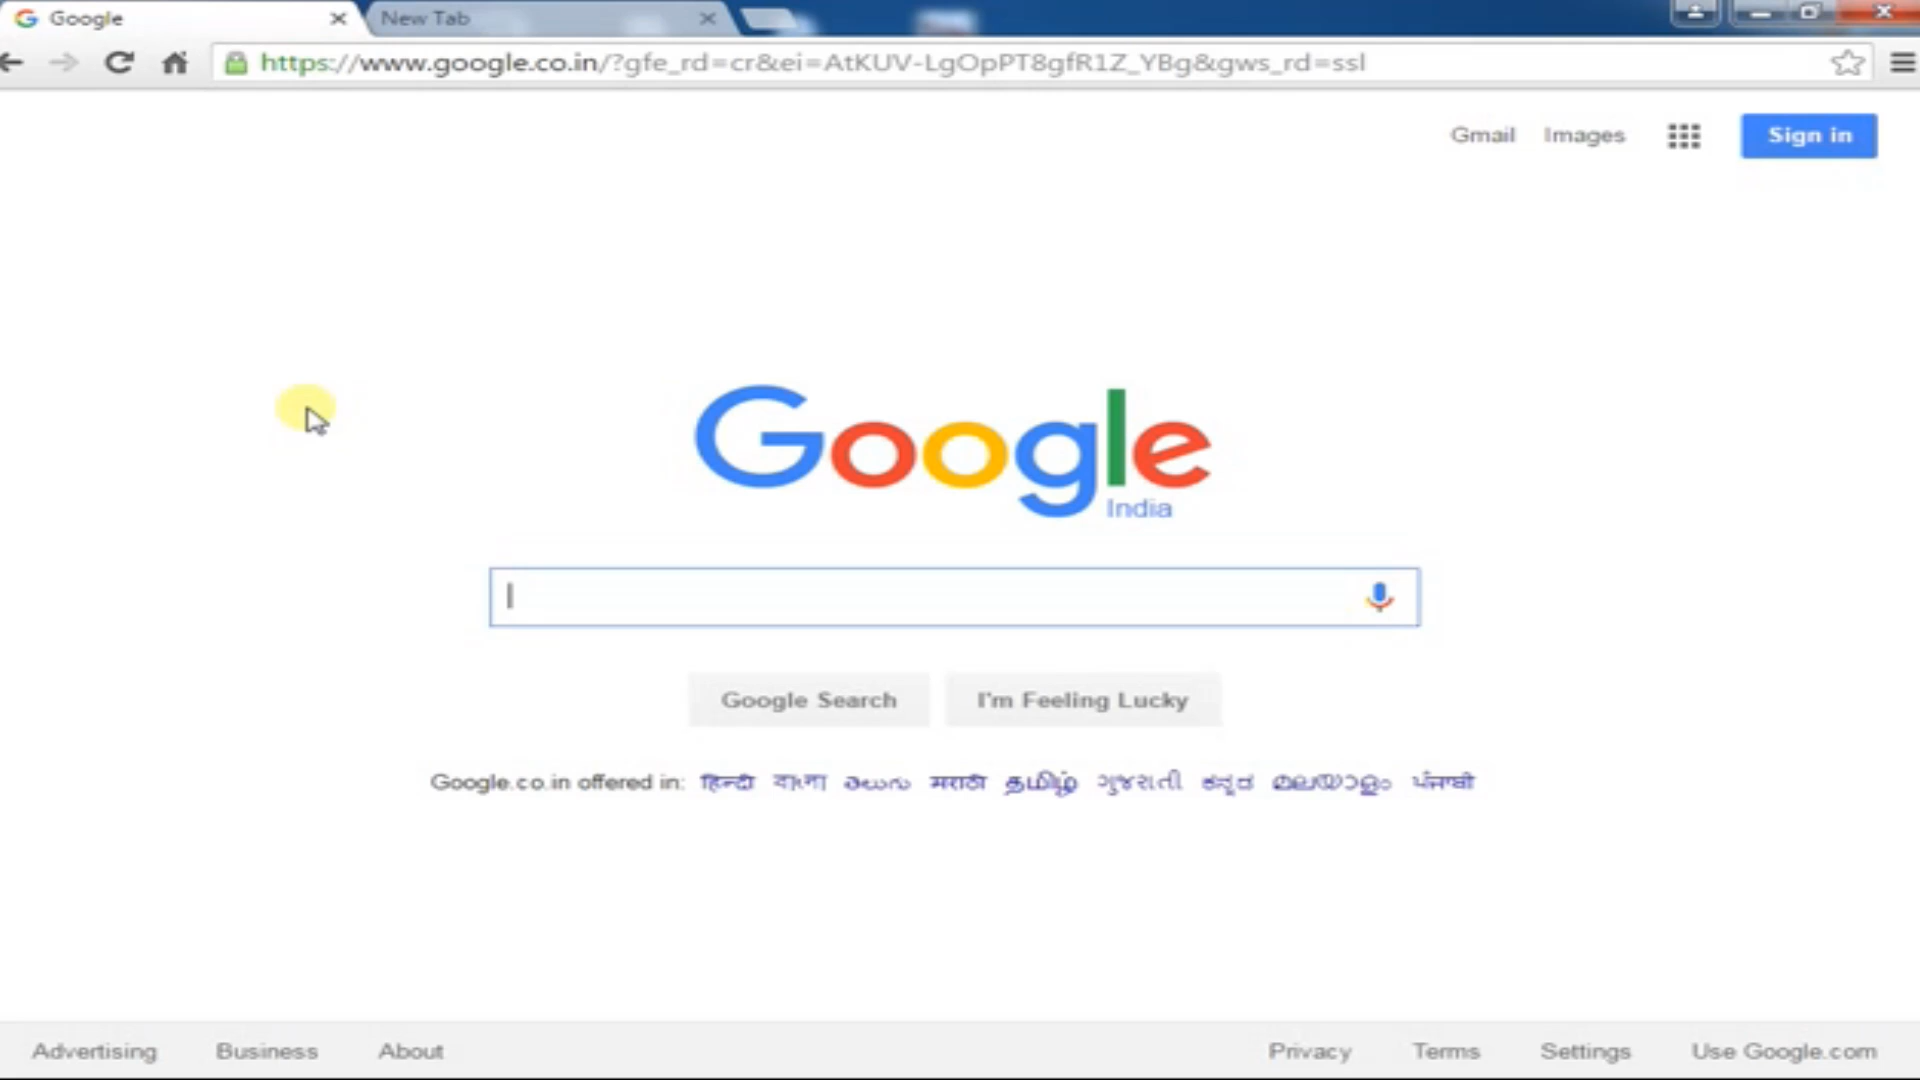 Google
New Tab
https://www.google.co.in/?gfe_rd=cr&ei=AtKUV-LgOpPT8gfR1Z_YBg&gws_rd=ssl
Gmail Images Sign in
Google
India
Google Search I'm Feeling Lucky
Google.co.in offered in: हिन्दी বাংলা తెలుగు मराठी தமிழ் ગુજરાતી ಕನ್ನಡ മലയാളം ਪੰਜਾਬੀ
Advertising Business About Privacy Terms Settings Use Google.com